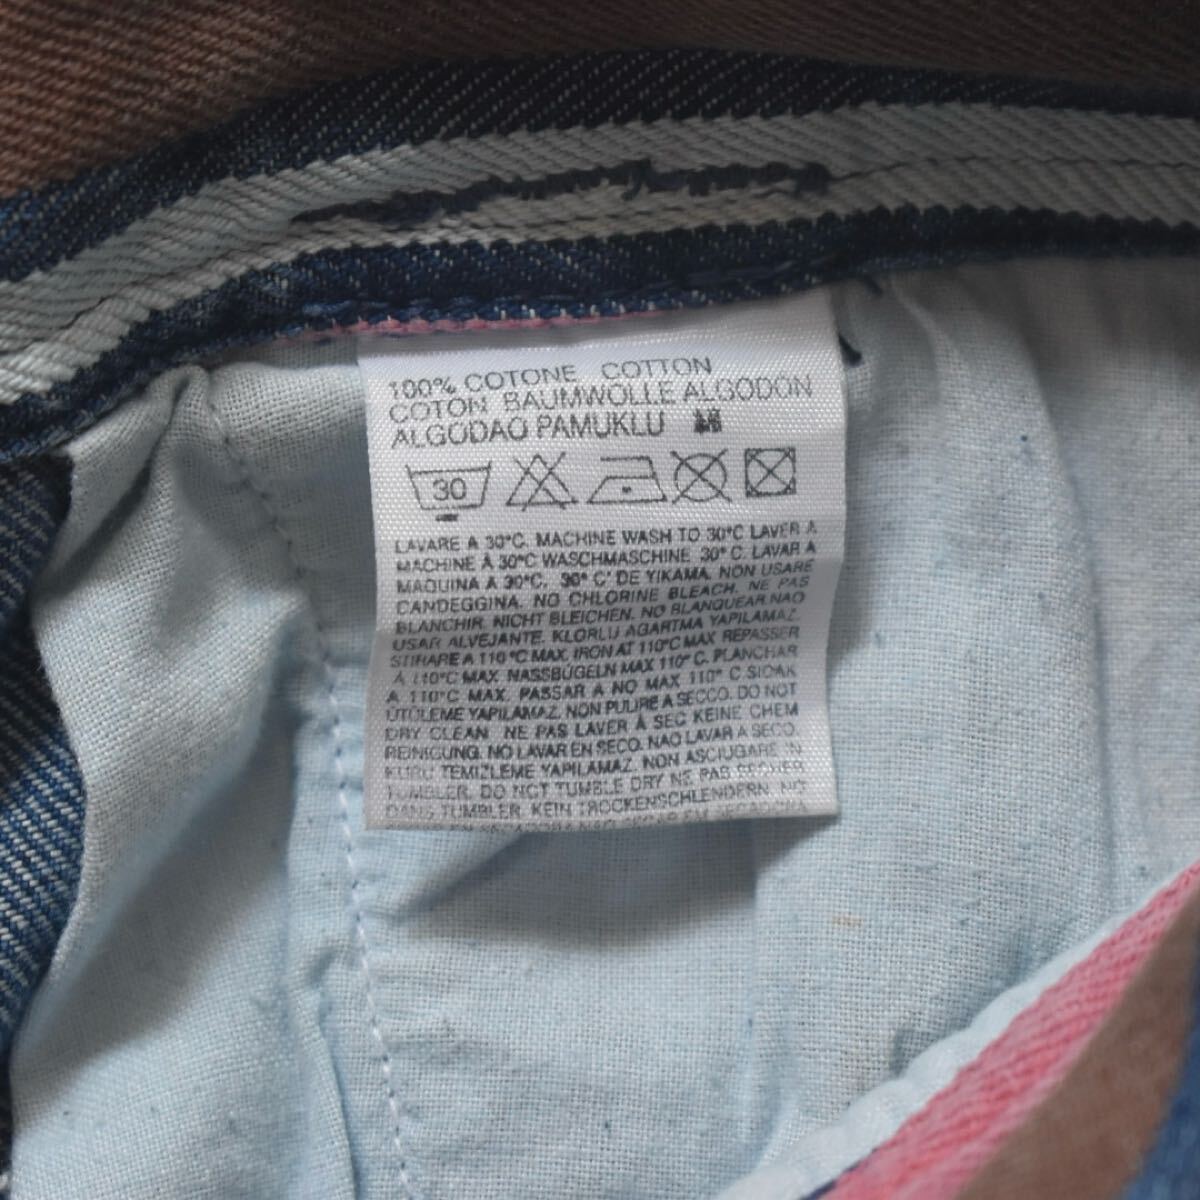 100% COTONE COTTON
COTON BAUMWOLLE ALGODÓN
ALGODAO PAMUKLU M
30
LAVARE A 30°C. MACHINE WASH TO 30°C LAVER A
MACHINE À 30°C WASCHMASCHINE 30°C. LAVAR A
MAQUINA A 30°C. 30° C' DE YIKAMA. NON USARE
CANDEGGINA. NO CHLORINE BLEACH. NE PAS
BLANCHIR. NICHT BLEICHEN. NO BLANQUEAR NAO
USAR ALVEJANTE. KLORLU AGARTMA YAPILAMAZ.
STIRARE A 110°C MAX. IRON AT 110°C MAX REPASSER
À 110°C MAX. NASSBÜGELN MAX 110° C. PLANCHAR
A 110°C MAX. PASSAR A NO MAX 110° C SICAK
ÜTÜLEME YAPILAMAZ. NON PULIRE A SECCO. DO NOT
DRY CLEAN. NE PAS LAVER À SEC KEINE CHEM
REINIGUNG. NO LAVAR EN SECO. NAO LAVAR A SECO.
KURU TEMIZLEME YAPILAMAZ. NON ASCIUGARE IN
TUMBLER. DO NOT TUMBLE DRY NE PAS SECHER
DANS TUMBLER. KEIN TROCKENSCHLENDERN. NO